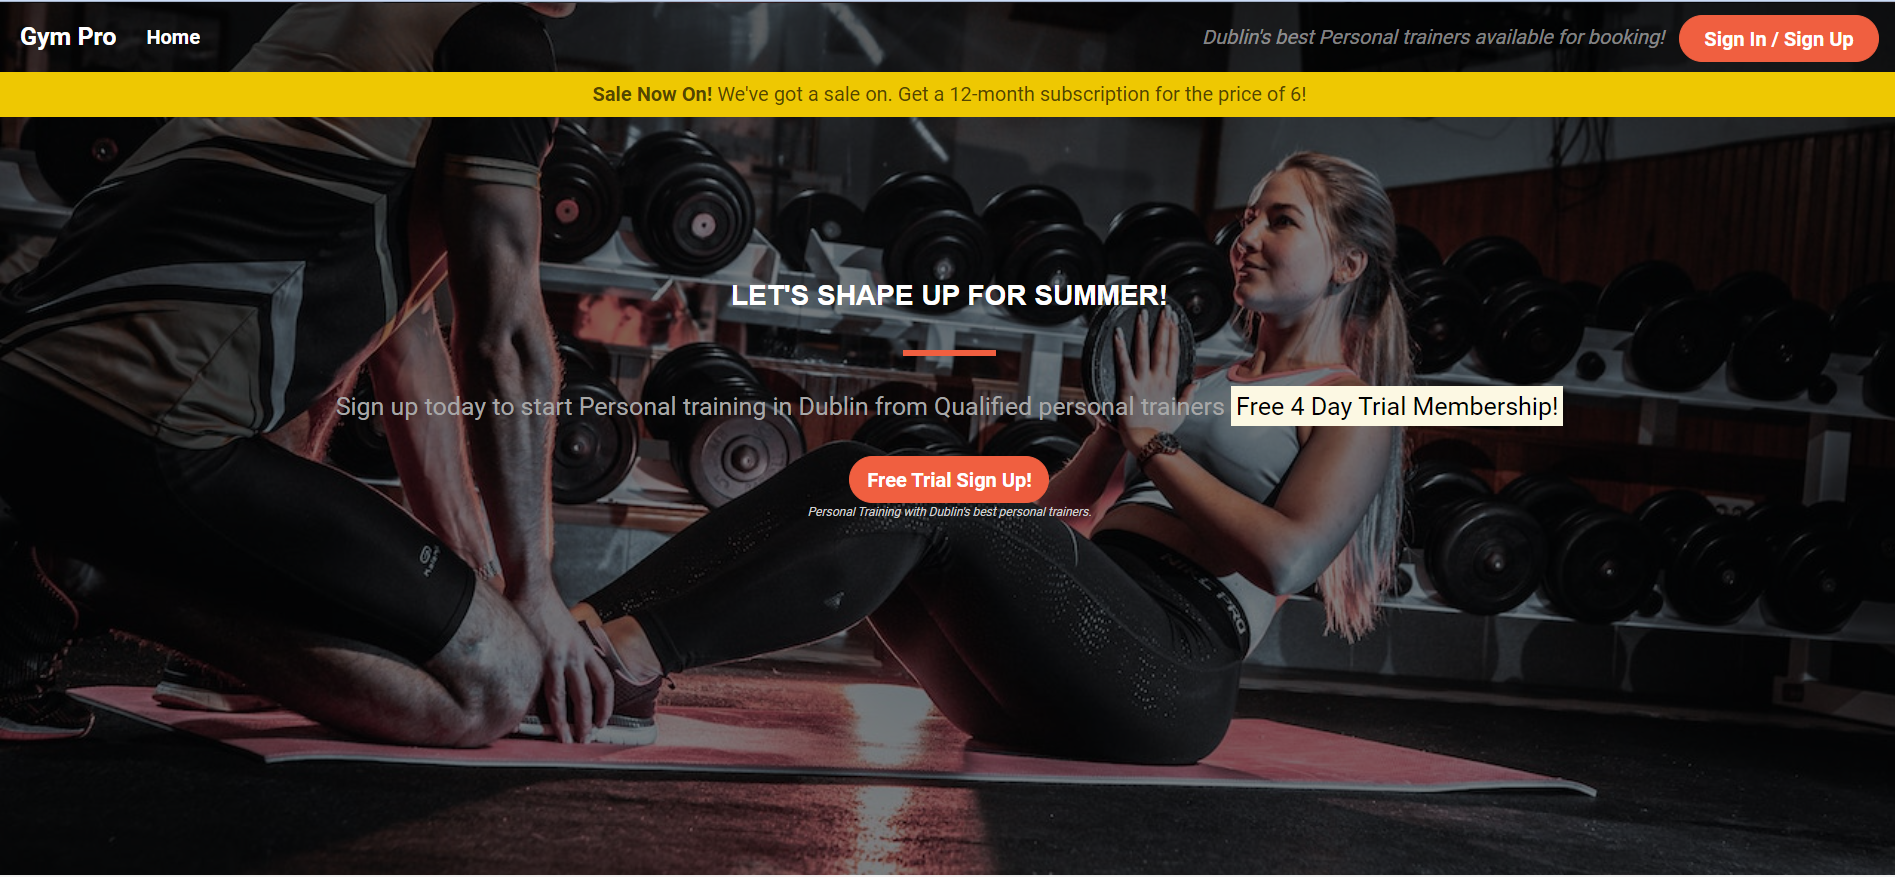 Gym Pro Home Dublin's best Personal trainers available for booking! Sign In / Sign Up
Sale Now On! We've got a sale on. Get a 12-month subscription for the price of 6!
LET'S SHAPE UP FOR SUMMER!
Sign up today to start Personal training in Dublin from Qualified personal trainers Free 4 Day Trial Membership!
Free Trial Sign Up!
Personal Training with Dublin's best personal trainers.
NIKE PRO